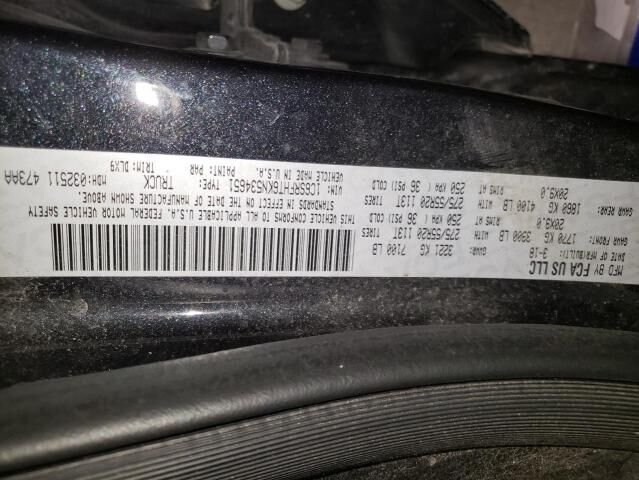 MFD BY FCA US LLC
DATE OF MFR/BUILT: 3-18 GVWR: 3221 KG 7100 LB
GAWR FRONT: 1770 KG 3900 LB WITH 275/55R20 113T TIRES
20X9.0 RIMS AT 250 KPA ( 36 PSI) COLD
GAWR REAR: 1860 KG 4100 LB WITH 275/55R20 113T TIRES
20X9.0 RIMS AT 250 KPA ( 36 PSI) COLD
THIS VEHICLE CONFORMS TO ALL APPLICABLE U.S.A. FEDERAL MOTOR VEHICLE SAFETY
STANDARDS IN EFFECT ON THE DATE OF MANUFACTURE SHOWN ABOVE.
VIN: 1C6SRFHT6KN534651 TYPE: TRUCK MDH:032511 473AA
VEHICLE MADE IN U.S.A. PAINT: PAR TRIM: DLX9